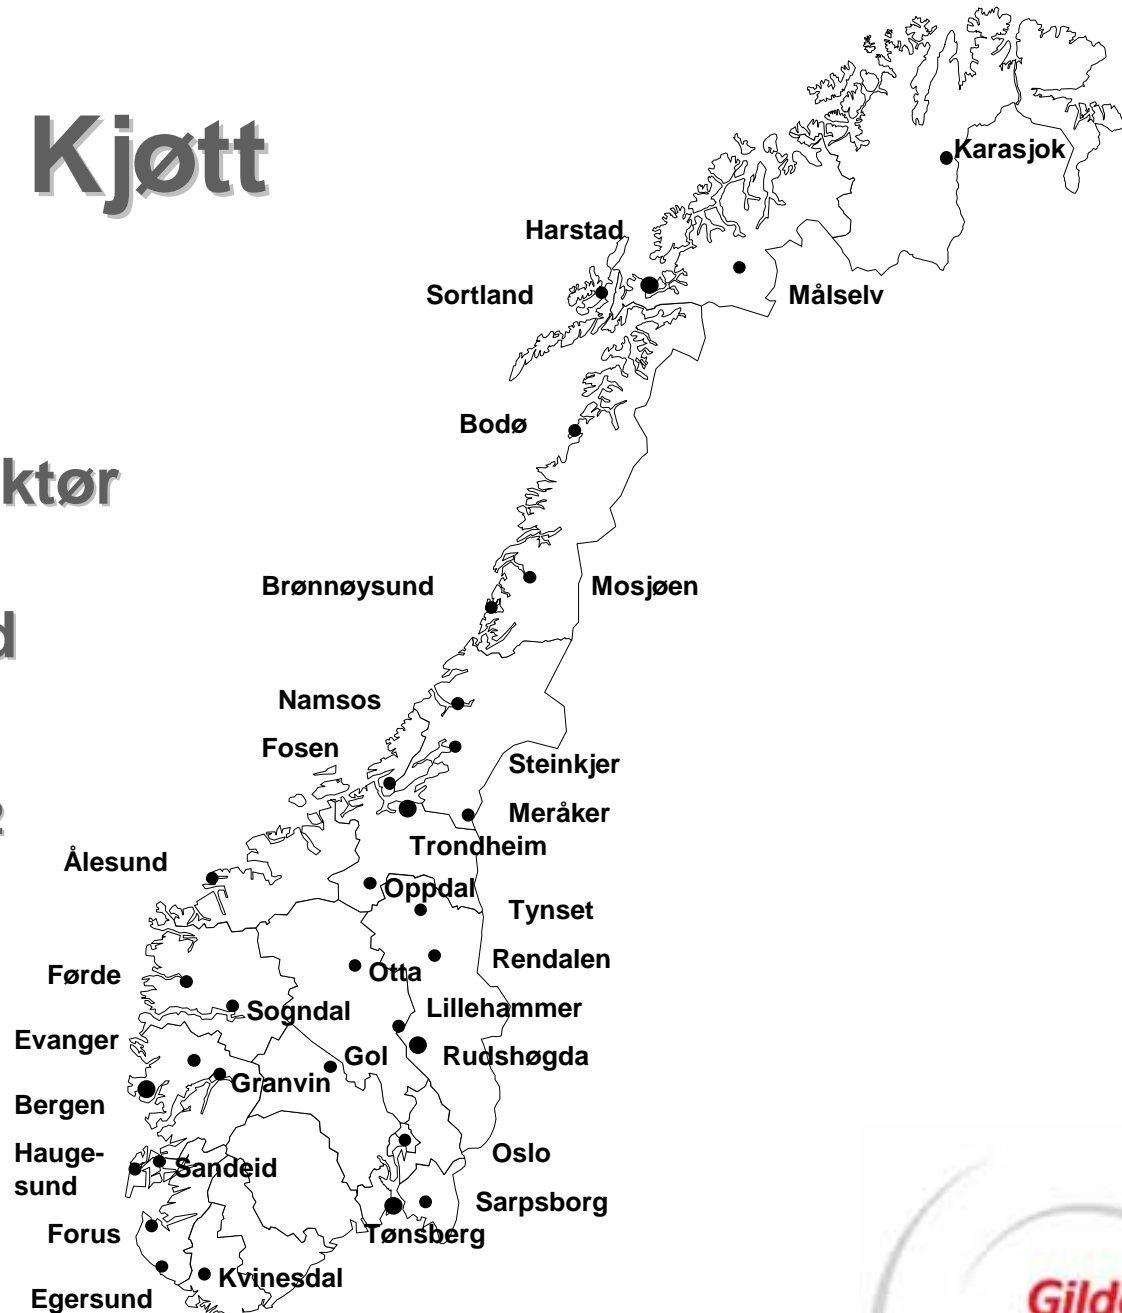 Kjøtt
Karasjok
Harstad
Sortland
Målselv
Bodø
ktør
Brønnøysund
Mosjøen
d
Namsos
Fosen
Steinkjer
Meråker
Trondheim
Ålesund
Oppdal
Tynset
Førde
Otta
Rendalen
Sogndal
Lillehammer
Evanger
Gol
Rudshøgda
Granvin
Bergen
Hauge-
sund
Sandeid
Oslo
Sarpsborg
Forus
Tønsberg
Kvinesdal
Egersund